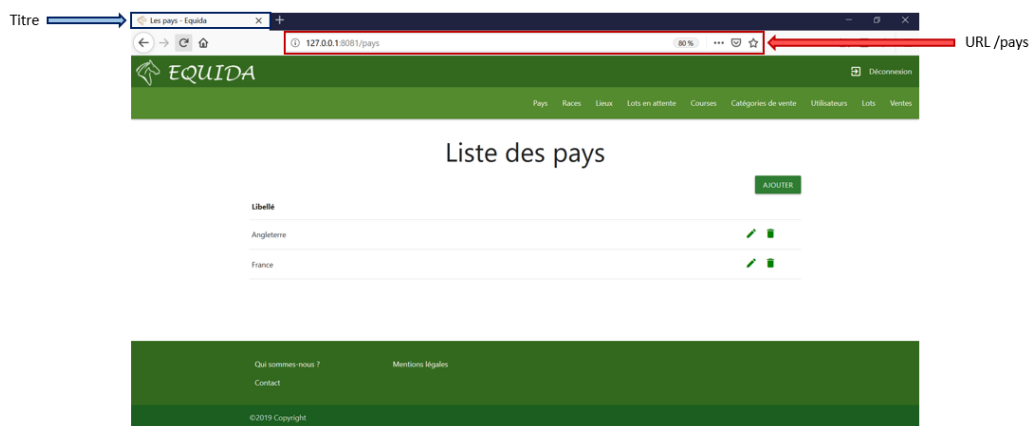 Titre
Les pays - Equida
127.0.0.1:8081/pays
80 %
URL /pays
EQUIDA
Déconnexion
Pays Races Lieux Lots en attente Courses Catégories de vente Utilisateurs Lots Ventes
Liste des pays
AJOUTER
Libellé
Angleterre
France
Qui sommes-nous ? Mentions légales
Contact
©2019 Copyright